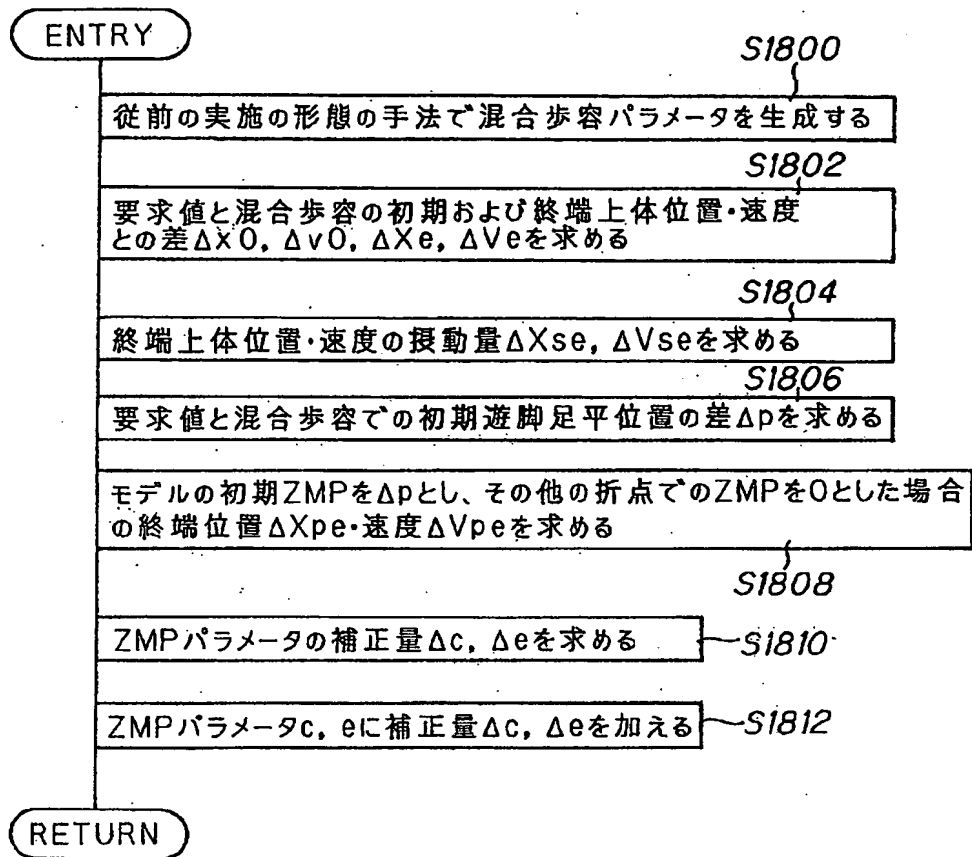 ENTRY
S1800
従前の実施の形態の手法で混合歩容パラメータを生成する
S1802
要求値と混合歩容の初期および終端上体位置・速度
との差Δx0, Δv0, ΔXe, ΔVeを求める
S1804
終端上体位置・速度の摂動量ΔXse, ΔVseを求める
S1806
要求値と混合歩容での初期遊脚足平位置の差Δpを求める
モデルの初期ZMPをΔpとし、その他の折点でのZMPを0とした場合
の終端位置ΔXpe・速度ΔVpeを求める
S1808
ZMPパラメータの補正量Δc, Δeを求める
S1810
ZMPパラメータc, eに補正量Δc, Δeを加える
S1812
RETURN